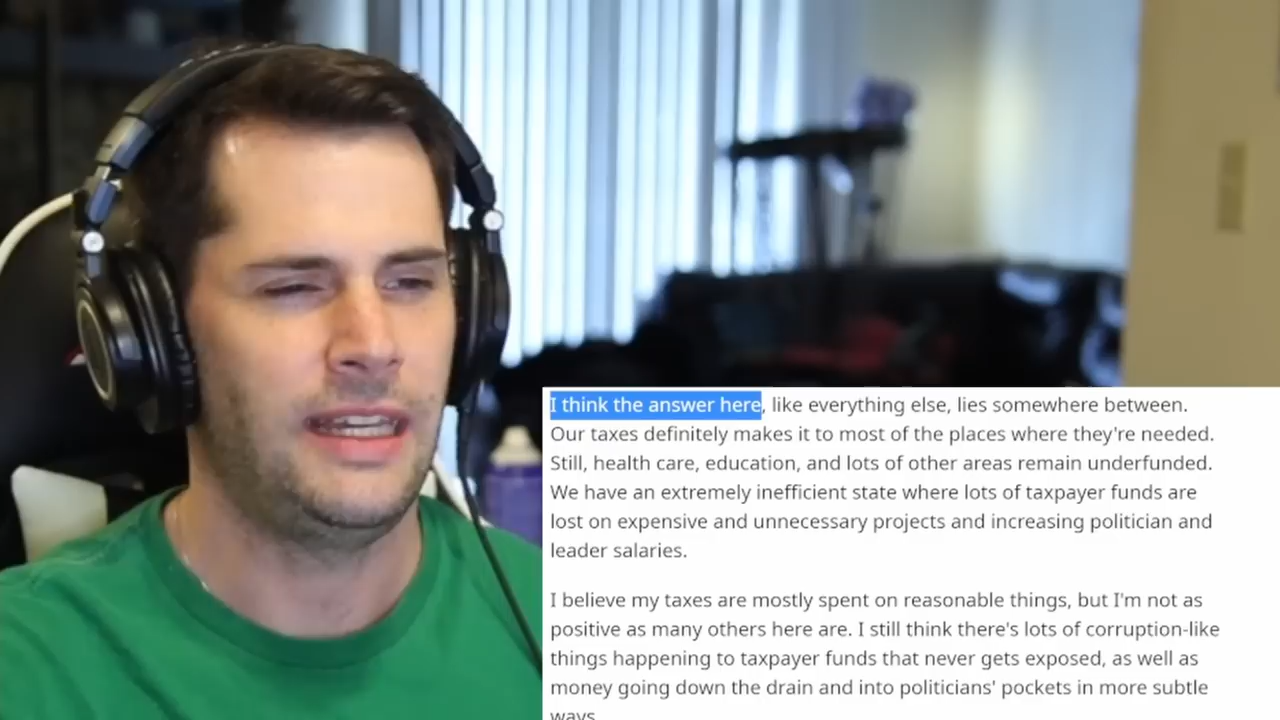 I think the answer here, like everything else, lies somewhere between.
Our taxes definitely makes it to most of the places where they're needed.
Still, health care, education, and lots of other areas remain underfunded.
We have an extremely inefficient state where lots of taxpayer funds are
lost on expensive and unnecessary projects and increasing politician and
leader salaries.
I believe my taxes are mostly spent on reasonable things, but I'm not as
positive as many others here are. I still think there's lots of corruption-like
things happening to taxpayer funds that never gets exposed, as well as
money going down the drain and into politicians' pockets in more subtle
ways.